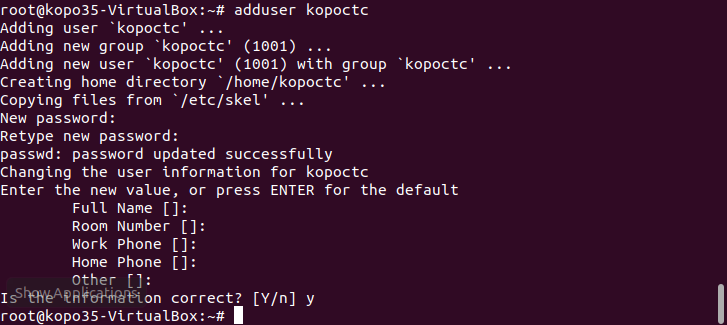 root@kopo35-VirtualBox:~# adduser kopoctc
Adding user `kopoctc' ...
Adding new group `kopoctc' (1001) ...
Adding new user `kopoctc' (1001) with group `kopoctc' ...
Creating home directory `/home/kopoctc' ...
Copying files from `/etc/skel' ...
New password:
Retype new password:
passwd: password updated successfully
Changing the user information for kopoctc
Enter the new value, or press ENTER for the default
Full Name []:
Room Number []:
Work Phone []:
Home Phone []:
Other []:
Show Applications
Is the information correct? [Y/n] y
root@kopo35-VirtualBox:~#